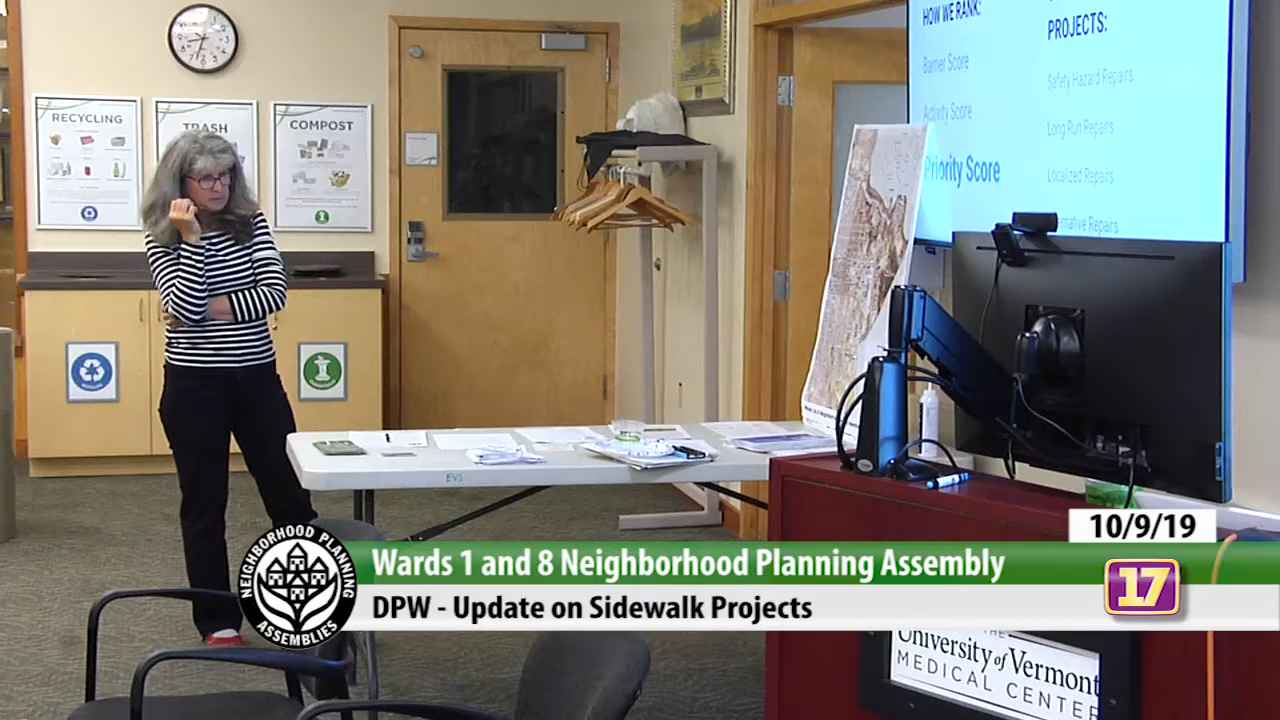 RECYCLING
TRASH
COMPOST
HOW WE RANK:
Barrier Score
Activity Score
Priority Score
PROJECTS:
Safety Hazard Repairs
Long Run Repairs
Localized Repairs
EVS
10/9/19
NEIGHBORHOOD PLANNING
ASSEMBLIES
Wards 1 and 8 Neighborhood Planning Assembly
DPW - Update on Sidewalk Projects
17
THE
University of Vermont
MEDICAL CENTER